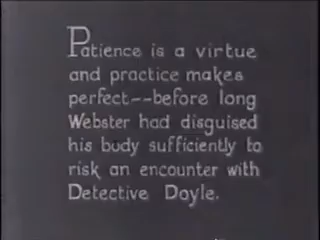 Patience is a virtue
and practice makes
perfect--before long
Webster had disguised
his body sufficiently to
risk an encounter with
Detective Doyle.